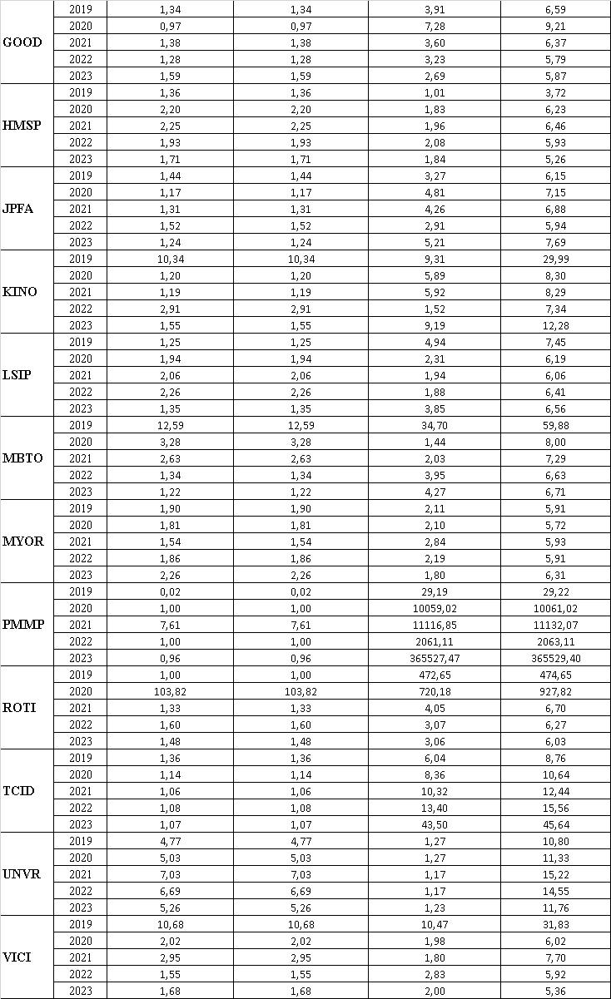 GOOD
2019 1,34 1,34 3,91 6,59
2020 0,97 0,97 7,28 9,21
2021 1,38 1,38 3,60 6,37
2022 1,28 1,28 3,23 5,79
2023 1,59 1,59 2,69 5,87
HMSP
2019 1,36 1,36 1,01 3,72
2020 2,20 2,20 1,83 6,23
2021 2,25 2,25 1,96 6,46
2022 1,93 1,93 2,08 5,93
2023 1,71 1,71 1,84 5,26
JPFA
2019 1,44 1,44 3,27 6,15
2020 1,17 1,17 4,81 7,15
2021 1,31 1,31 4,26 6,88
2022 1,52 1,52 2,91 5,94
2023 1,24 1,24 5,21 7,69
KINO
2019 10,34 10,34 9,31 29,99
2020 1,20 1,20 5,89 8,30
2021 1,19 1,19 5,92 8,29
2022 2,91 2,91 1,52 7,34
2023 1,55 1,55 9,19 12,28
LSIP
2019 1,25 1,25 4,94 7,45
2020 1,94 1,94 2,31 6,19
2021 2,06 2,06 1,94 6,06
2022 2,26 2,26 1,88 6,41
2023 1,35 1,35 3,85 6,56
MBTO
2019 12,59 12,59 34,70 59,88
2020 3,28 3,28 1,44 8,00
2021 2,63 2,63 2,03 7,29
2022 1,34 1,34 3,95 6,63
2023 1,22 1,22 4,27 6,71
MYOR
2019 1,90 1,90 2,11 5,91
2020 1,81 1,81 2,10 5,72
2021 1,54 1,54 2,84 5,93
2022 1,86 1,86 2,19 5,91
2023 2,26 2,26 1,80 6,31
PMMP
2019 0,02 0,02 29,19 29,22
2020 1,00 1,00 10059,02 10061,02
2021 7,61 7,61 11116,85 11132,07
2022 1,00 1,00 2061,11 2063,11
2023 0,96 0,96 365527,47 365529,40
ROTI
2019 1,00 1,00 472,65 474,65
2020 103,82 103,82 720,18 927,82
2021 1,33 1,33 4,05 6,70
2022 1,60 1,60 3,07 6,27
2023 1,48 1,48 3,06 6,03
TCID
2019 1,36 1,36 6,04 8,76
2020 1,14 1,14 8,36 10,64
2021 1,06 1,06 10,32 12,44
2022 1,08 1,08 13,40 15,56
2023 1,07 1,07 43,50 45,64
UNVR
2019 4,77 4,77 1,27 10,80
2020 5,03 5,03 1,27 11,33
2021 7,03 7,03 1,17 15,22
2022 6,69 6,69 1,17 14,55
2023 5,26 5,26 1,23 11,76
VICI
2019 10,68 10,68 10,47 31,83
2020 2,02 2,02 1,98 6,02
2021 2,95 2,95 1,80 7,70
2022 1,55 1,55 2,83 5,92
2023 1,68 1,68 2,00 5,36